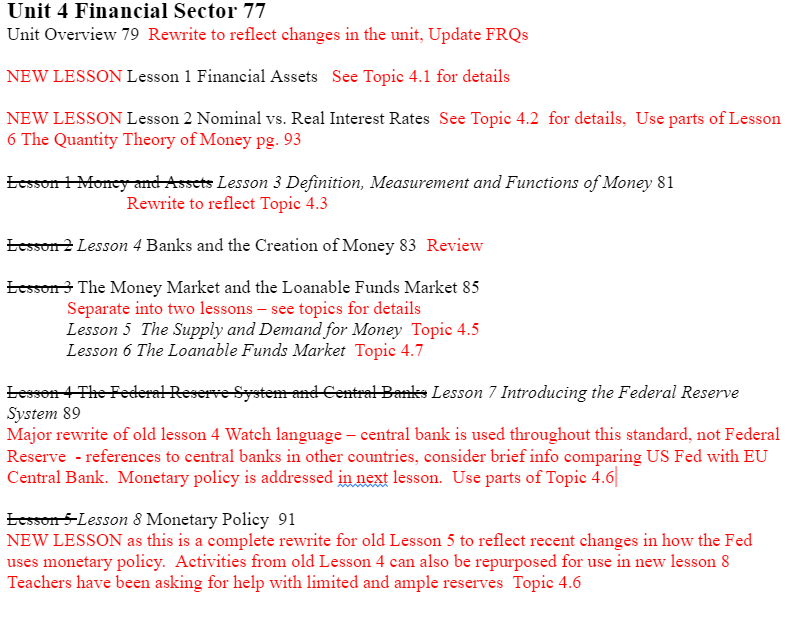 Unit 4 Financial Sector 77
Unit Overview 79 Rewrite to reflect changes in the unit, Update FRQs
NEW LESSON Lesson 1 Financial Assets See Topic 4.1 for details
NEW LESSON Lesson 2 Nominal vs. Real Interest Rates See Topic 4.2 for details, Use parts of Lesson
6 The Quantity Theory of Money pg. 93
Lesson 1 Money and Assets Lesson 3 Definition, Measurement and Functions of Money 81
Rewrite to reflect Topic 4.3
Lesson 2 Lesson 4 Banks and the Creation of Money 83 Review
Lesson 3 The Money Market and the Loanable Funds Market 85
Separate into two lessons – see topics for details
Lesson 5 The Supply and Demand for Money Topic 4.5
Lesson 6 The Loanable Funds Market Topic 4.7
Lesson 4 The Federal Reserve System and Central Banks Lesson 7 Introducing the Federal Reserve
System 89
Major rewrite of old lesson 4 Watch language – central bank is used throughout this standard, not Federal
Reserve - references to central banks in other countries, consider brief info comparing US Fed with EU
Central Bank. Monetary policy is addressed in next lesson. Use parts of Topic 4.6
Lesson 5 Lesson 8 Monetary Policy 91
NEW LESSON as this is a complete rewrite for old Lesson 5 to reflect recent changes in how the Fed
uses monetary policy. Activities from old Lesson 4 can also be repurposed for use in new lesson 8
Teachers have been asking for help with limited and ample reserves Topic 4.6